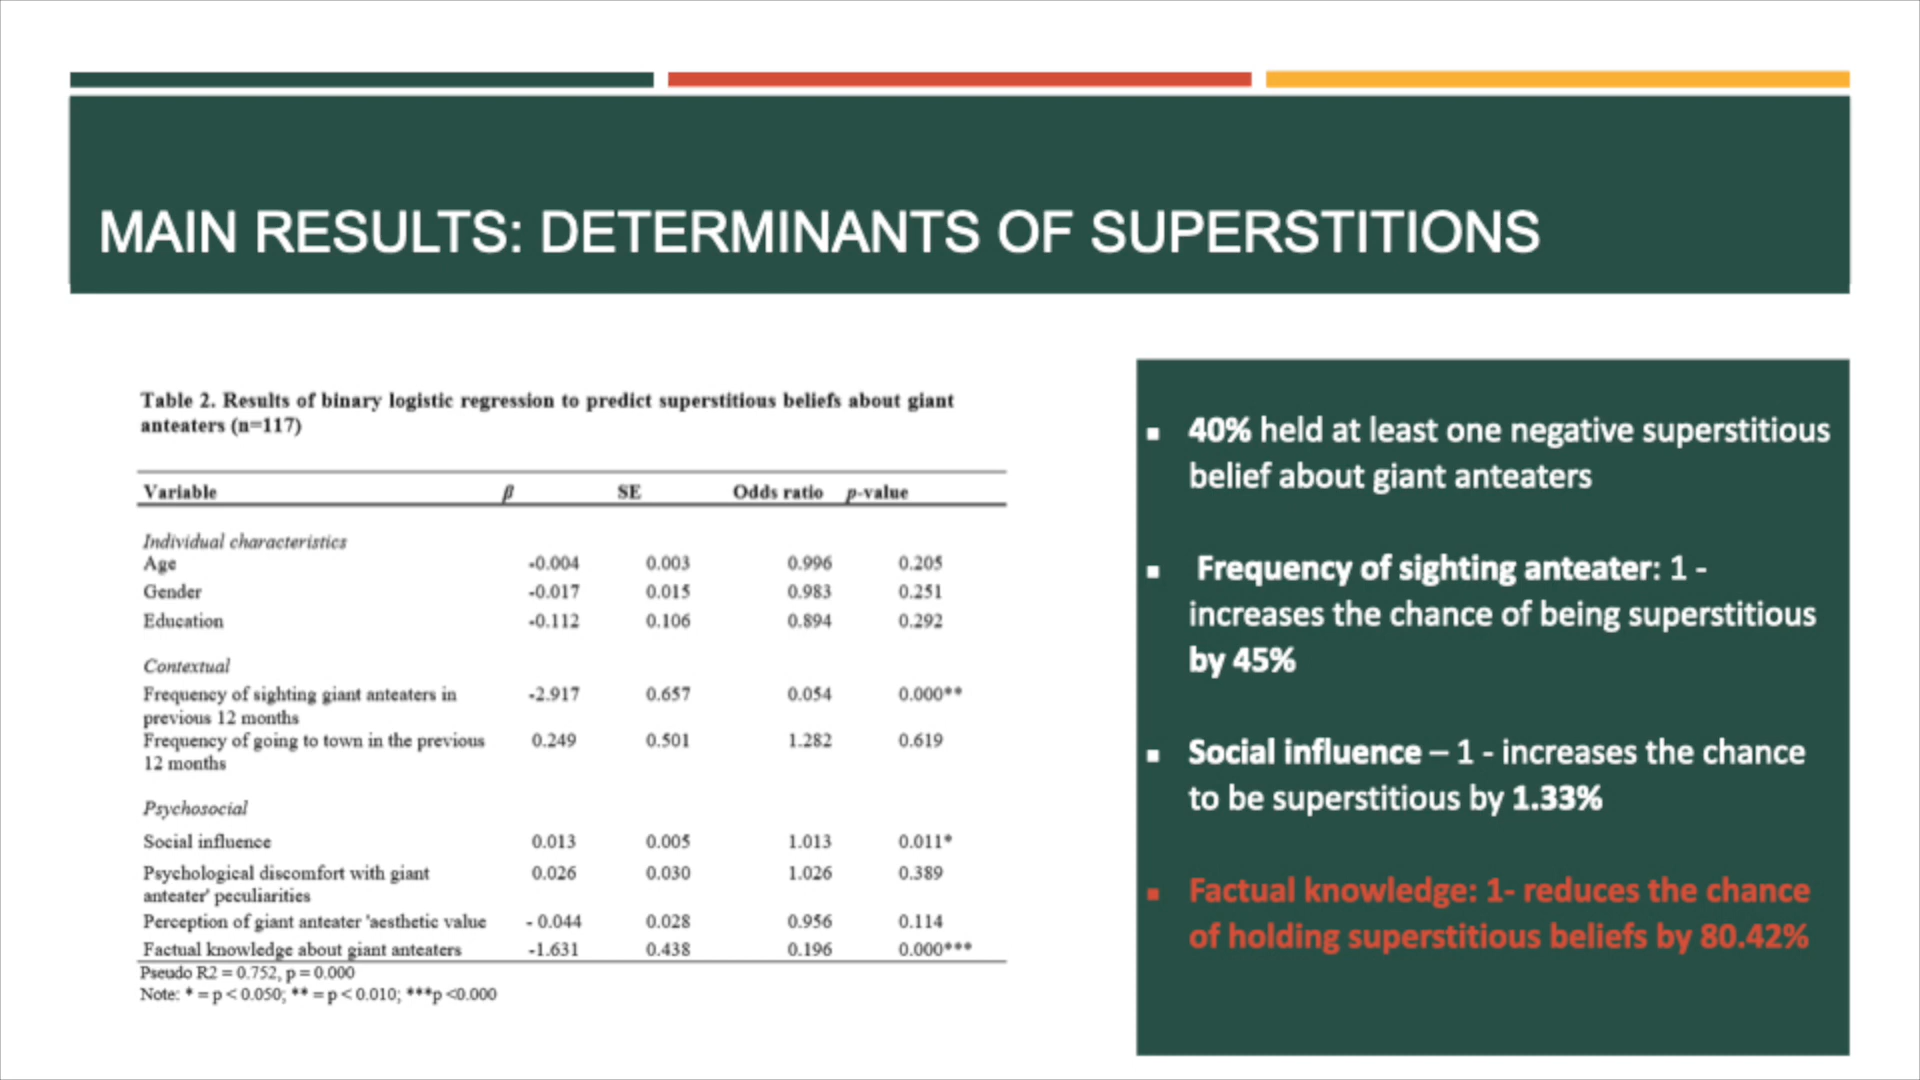 MAIN RESULTS: DETERMINANTS OF SUPERSTITIONS
Table 2. Results of binary logistic regression to predict superstitious beliefs about giant
anteaters (n=117)
Variable β SE Odds ratio p-value
Individual characteristics
Age -0.004 0.003 0.996 0.205
Gender -0.017 0.015 0.983 0.251
Education -0.112 0.106 0.894 0.292
Contextual
Frequency of sighting giant anteaters in -2.917 0.657 0.054 0.000**
previous 12 months
Frequency of going to town in the previous 0.249 0.501 1.282 0.619
12 months
Psychosocial
Social influence 0.013 0.005 1.013 0.011*
Psychological discomfort with giant 0.026 0.030 1.026 0.389
anteater' peculiarities
Perception of giant anteater 'aesthetic value - 0.044 0.028 0.956 0.114
Factual knowledge about giant anteaters -1.631 0.438 0.196 0.000***
Pseudo R2 = 0.752, p = 0.000
Note: * = p < 0.050; ** = p < 0.010; ***p <0.000
▪ 40% held at least one negative superstitious
belief about giant anteaters
▪ Frequency of sighting anteater: 1 -
increases the chance of being superstitious
by 45%
▪ Social influence – 1 - increases the chance
to be superstitious by 1.33%
▪ Factual knowledge: 1- reduces the chance
of holding superstitious beliefs by 80.42%